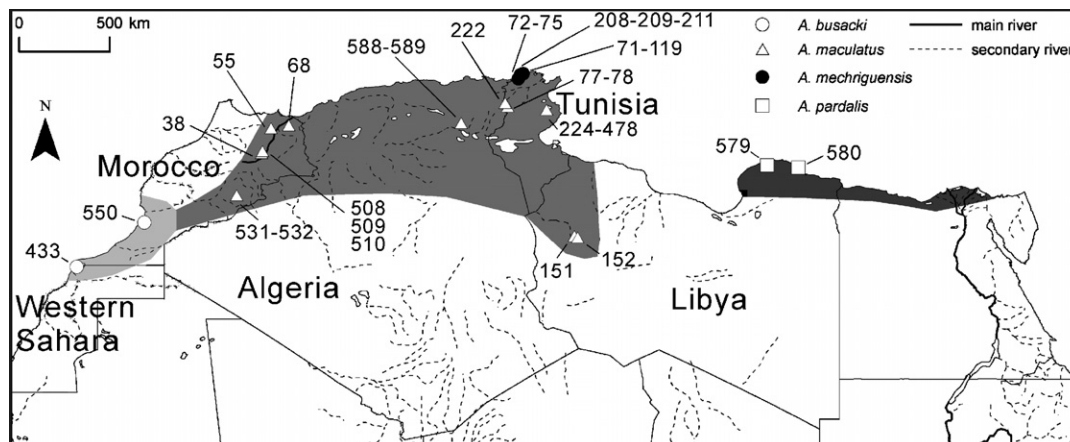 0 500 km
N
72-75
208-209-211
71-119
588-589
222
55
68
77-78
Tunisia
224-478
38
Morocco
579
580
550
508
509
510
531-532
433
151
152
Algeria
Libya
Western
Sahara
A. busacki
A. maculatus
A. mechriguensis
A. pardalis
main river
secondary river